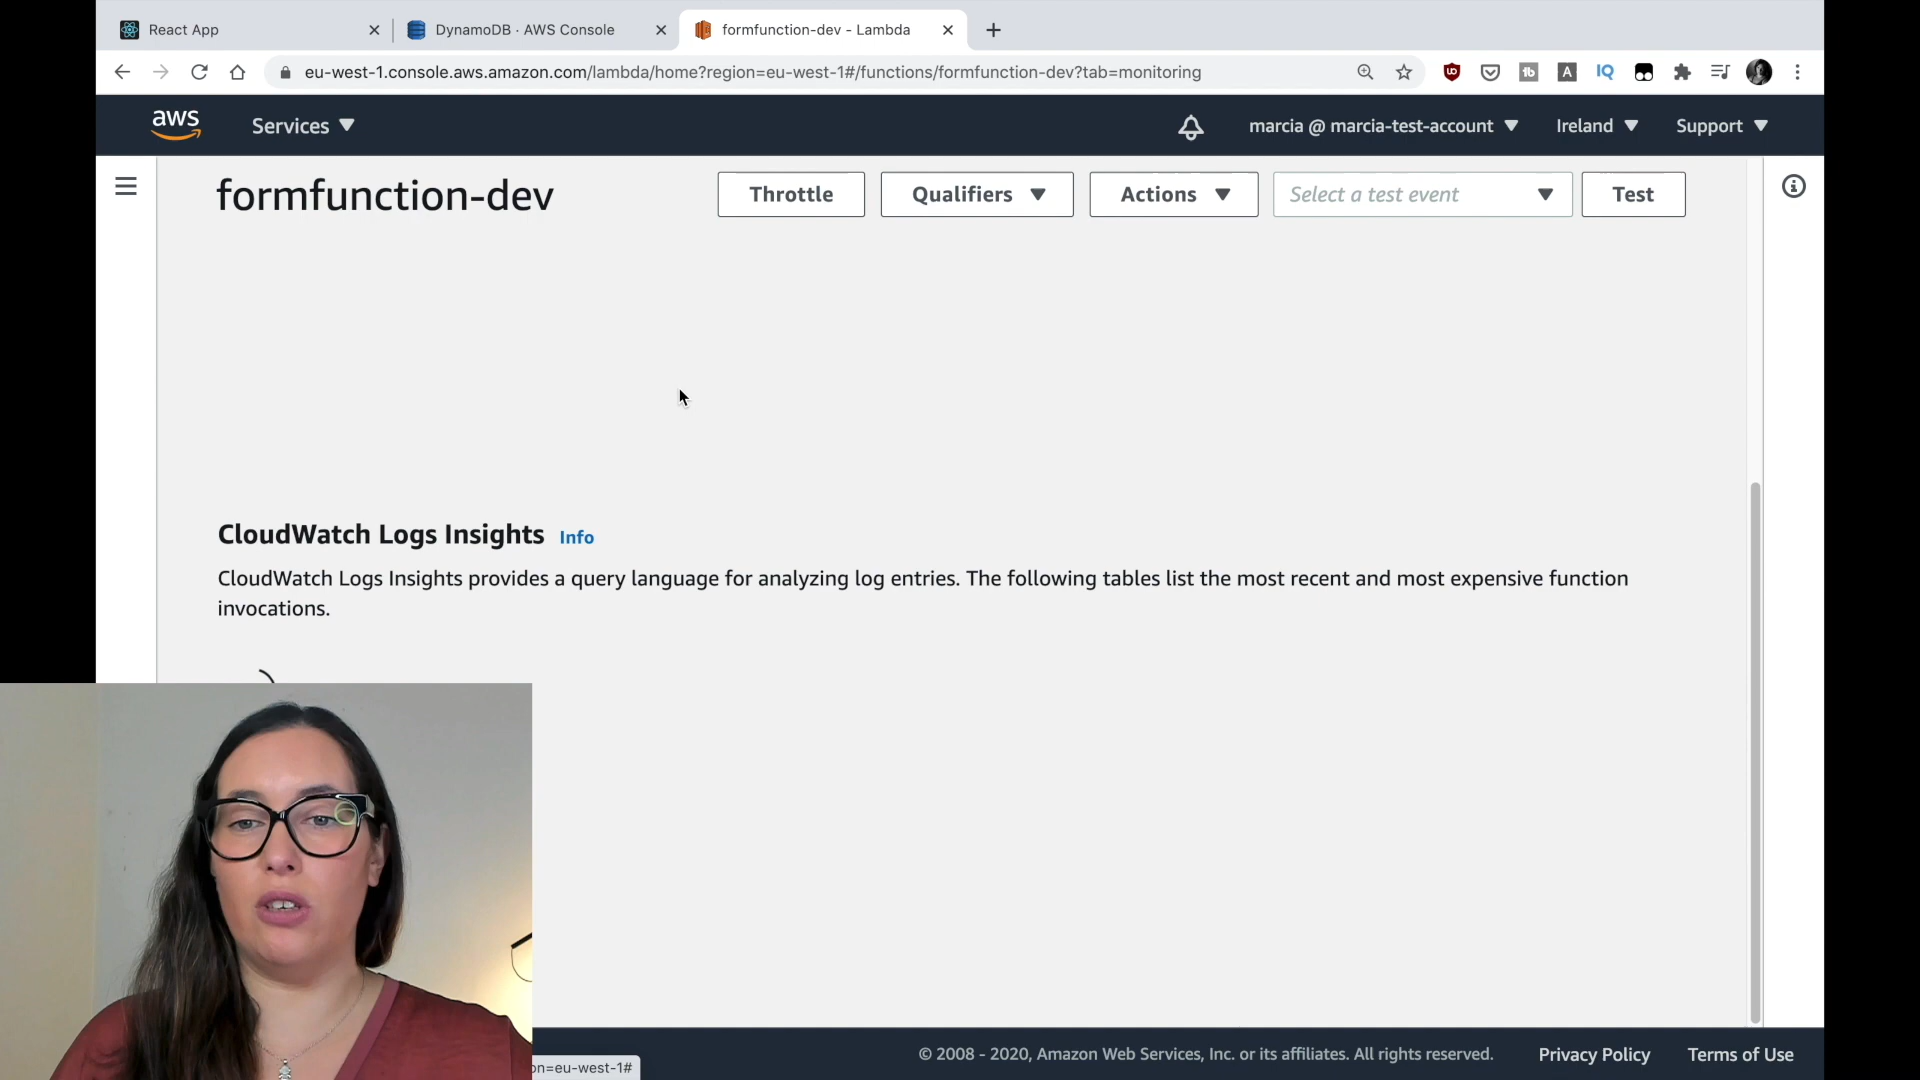 React App
DynamoDB · AWS Console
formfunction-dev - Lambda
eu-west-1.console.aws.amazon.com/lambda/home?region=eu-west-1#/functions/formfunction-dev?tab=monitoring
aws
Services
marcia @ marcia-test-account
Ireland
Support
formfunction-dev
Throttle
Qualifiers
Actions
Select a test event
Test
CloudWatch Logs Insights Info
CloudWatch Logs Insights provides a query language for analyzing log entries. The following tables list the most recent and most expensive function
invocations.
© 2008 - 2020, Amazon Web Services, Inc. or its affiliates. All rights reserved.
Privacy Policy
Terms of Use
on=eu-west-1#